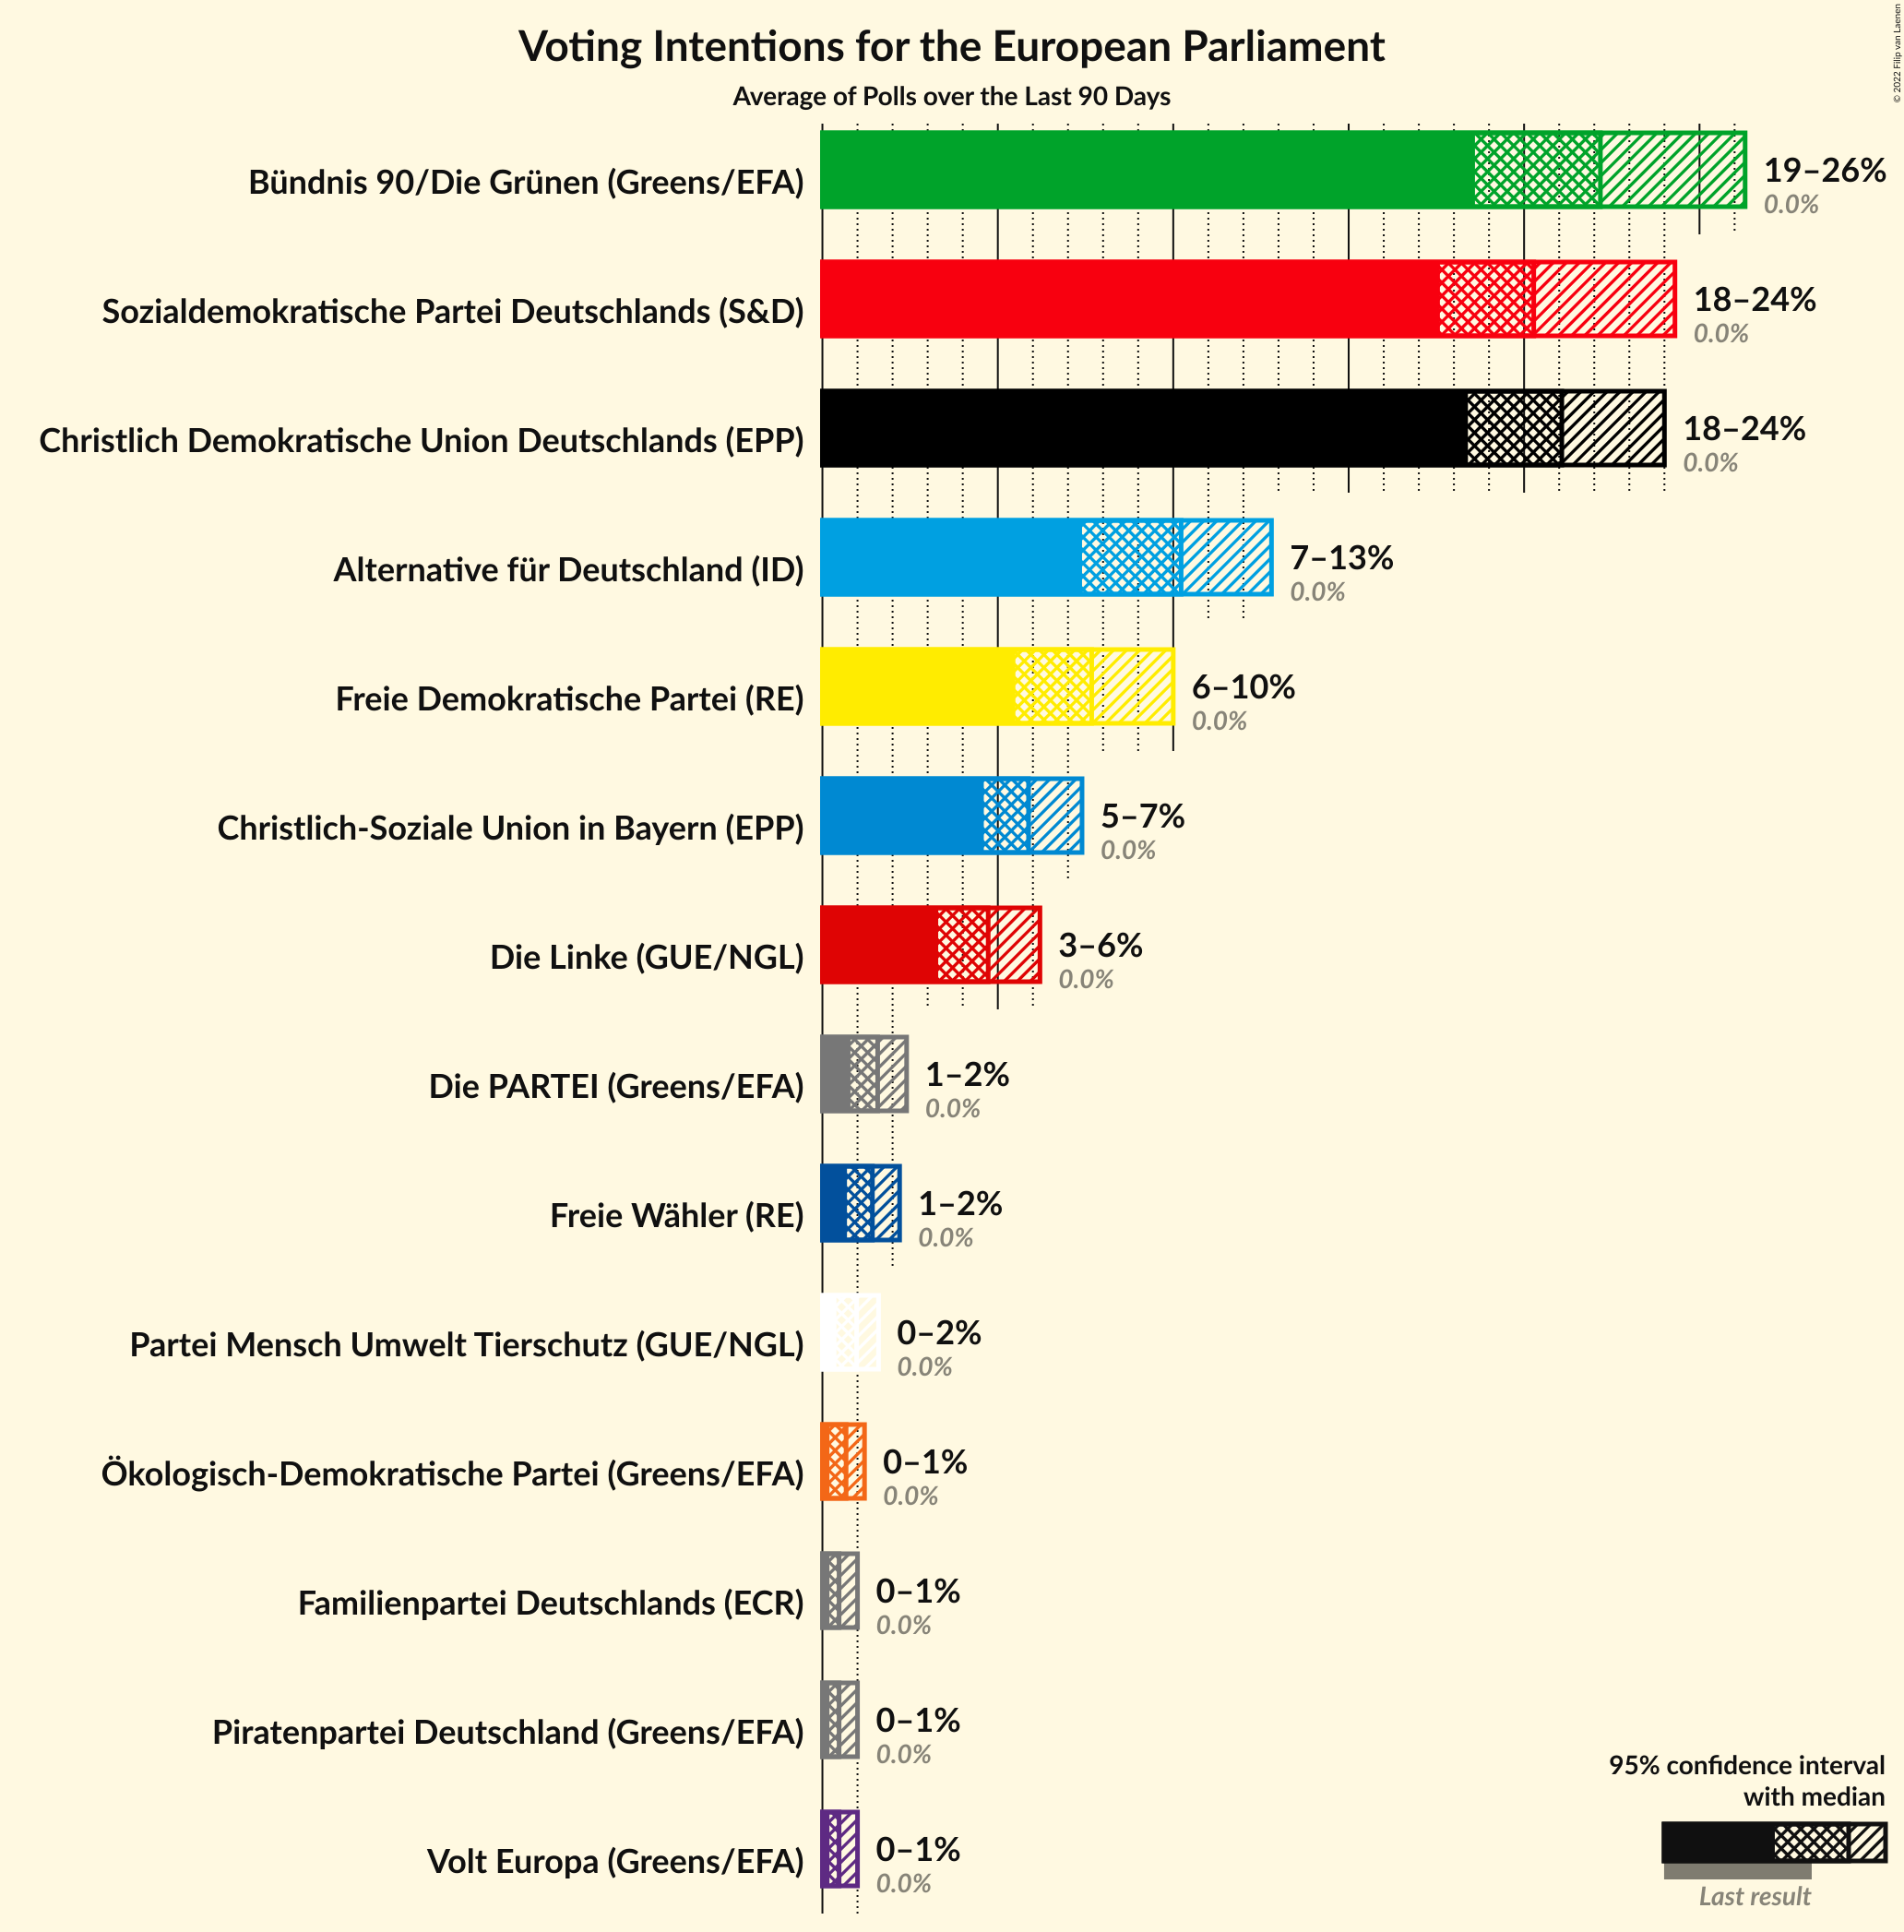 Voting Intentions for the European Parliament
Average of Polls over the Last 90 Days
© 2022 Filip van Laenen
Bündnis 90/Die Grünen (Greens/EFA)
19–26%
0.0%
Sozialdemokratische Partei Deutschlands (S&D)
18–24%
0.0%
Christlich Demokratische Union Deutschlands (EPP)
18–24%
0.0%
Alternative für Deutschland (ID)
7–13%
0.0%
Freie Demokratische Partei (RE)
6–10%
0.0%
Christlich-Soziale Union in Bayern (EPP)
5–7%
0.0%
Die Linke (GUE/NGL)
3–6%
0.0%
Die PARTEI (Greens/EFA)
1–2%
0.0%
Freie Wähler (RE)
1–2%
0.0%
Partei Mensch Umwelt Tierschutz (GUE/NGL)
0–2%
0.0%
Ökologisch-Demokratische Partei (Greens/EFA)
0–1%
0.0%
Familienpartei Deutschlands (ECR)
0–1%
0.0%
Piratenpartei Deutschland (Greens/EFA)
0–1%
0.0%
Volt Europa (Greens/EFA)
0–1%
0.0%
95% confidence interval
with median
Last result